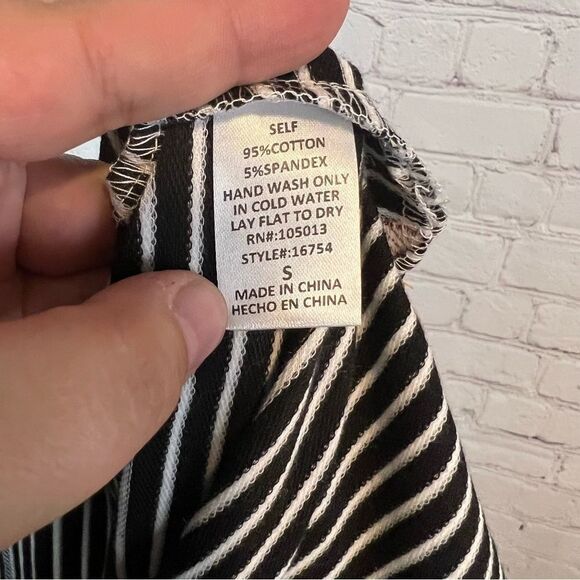 SELF
95%COTTON
5%SPANDEX
HAND WASH ONLY
IN COLD WATER
LAY FLAT TO DRY
RN#:105013
STYLE#:16754
S
MADE IN CHINA
HECHO EN CHINA